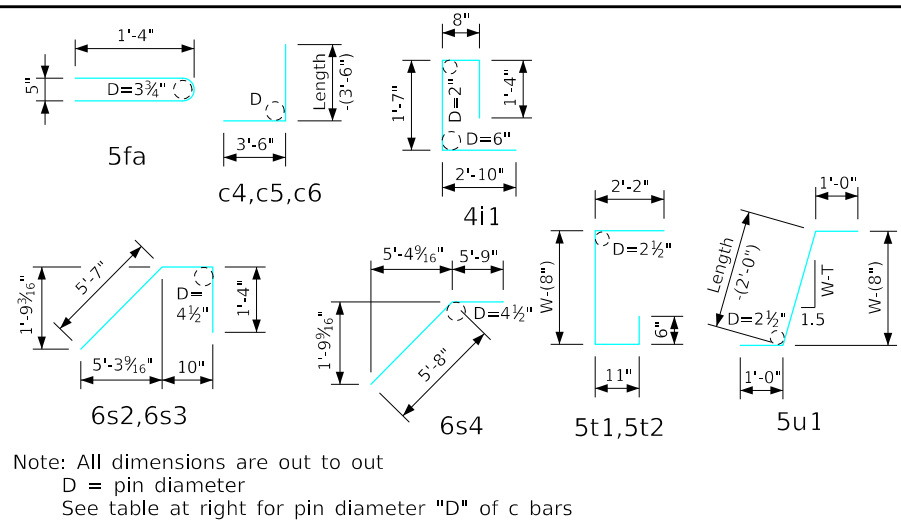 1'-4"
5"
D=3¾"
5fa
D
Length
-(3'-6")
3'-6"
c4,c5,c6
8"
1'-7"
D=2"
1'-4"
D=6"
2'-10"
4i1
5'-7"
1'-9³⁄₁₆"
D=
4½"
1'-4"
5'-3⁹⁄₁₆"
10"
6s2,6s3
5'-4⁹⁄₁₆"
5'-9"
1'-9⁹⁄₁₆"
D=4½"
5'-8"
6s4
2'-2"
W-(8")
D=2½"
6"
11"
5t1,5t2
1'-0"
Length
-(2'-0")
W-T
1.5
W-(8")
D=2½"
1'-0"
5u1
Note: All dimensions are out to out
D = pin diameter
See table at right for pin diameter "D" of c bars